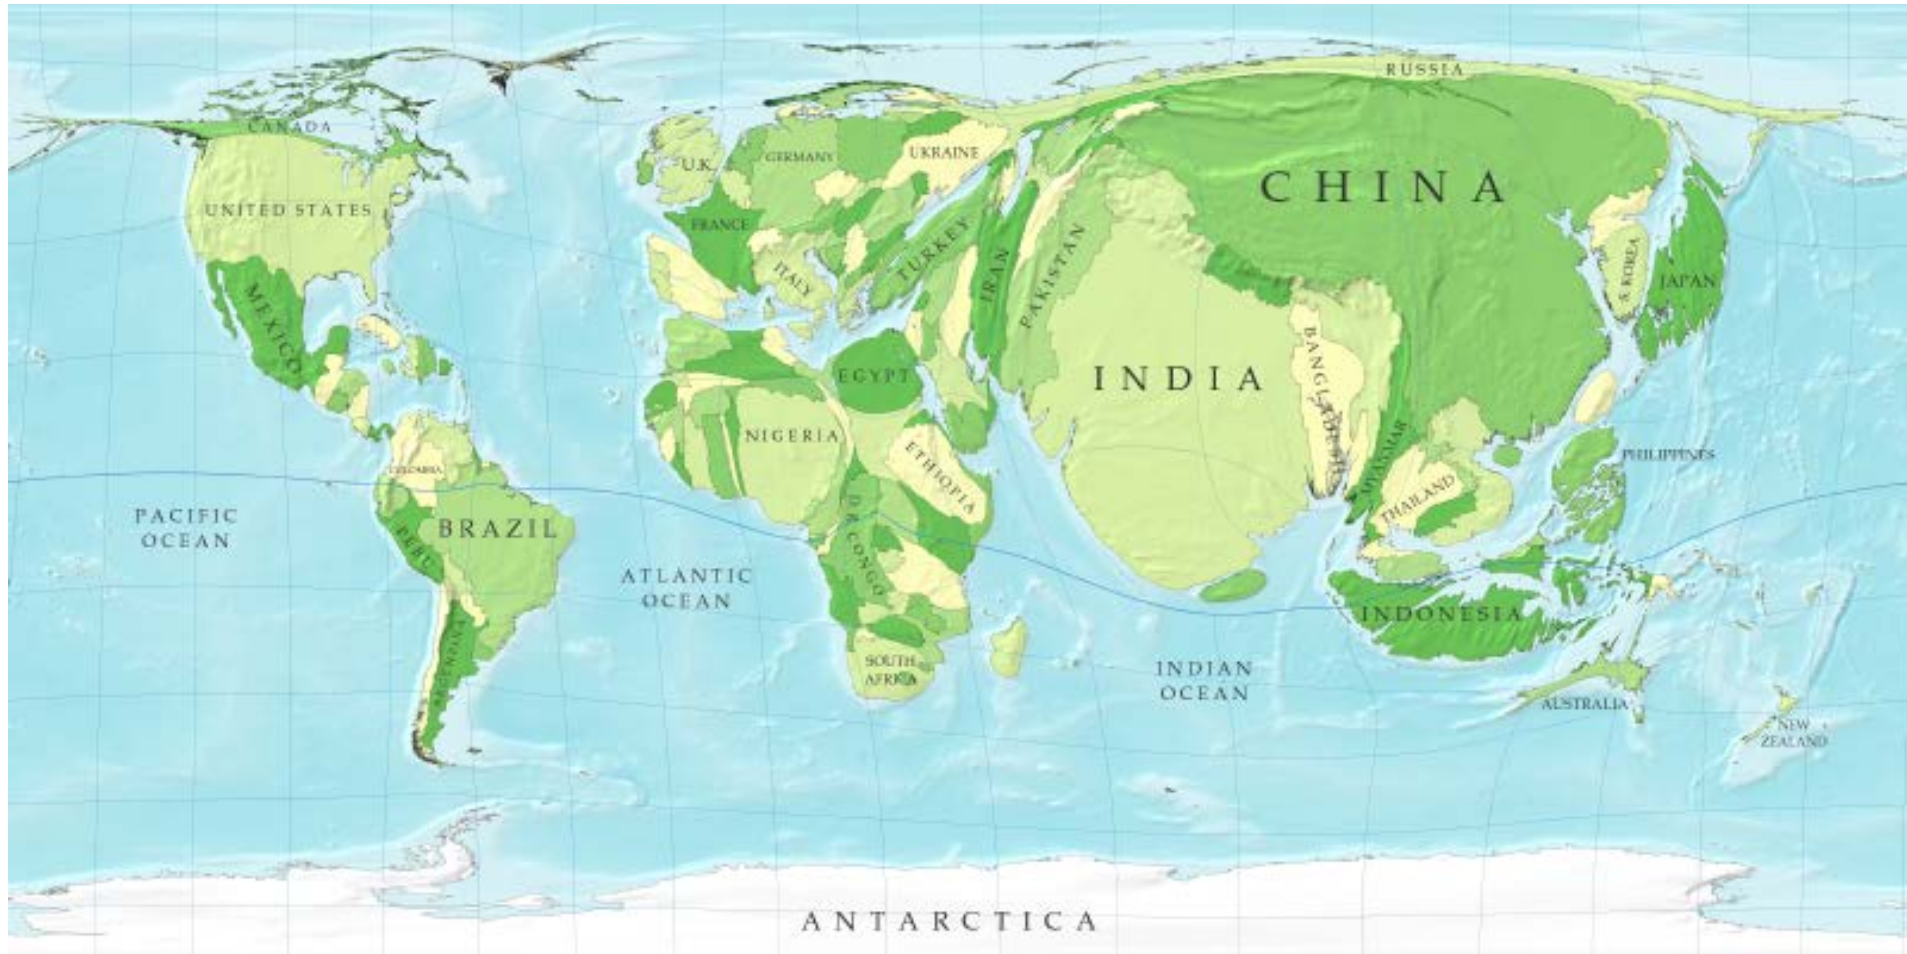 RUSSIA
CANADA
UNITED STATES
MEXICO
COLOMBIA
PERU
BRAZIL
ARGENTINA
PACIFIC
OCEAN
ATLANTIC
OCEAN
U.K.
GERMANY
UKRAINE
FRANCE
ITALY
TURKEY
IRAN
PAKISTAN
EGYPT
NIGERIA
ETHIOPIA
D.R. CONGO
SOUTH
AFRICA
CHINA
INDIA
BANGLADESH
MYANMAR
THAILAND
S. KOREA
JAPAN
PHILIPPINES
INDONESIA
INDIAN
OCEAN
AUSTRALIA
NEW
ZEALAND
ANTARCTICA